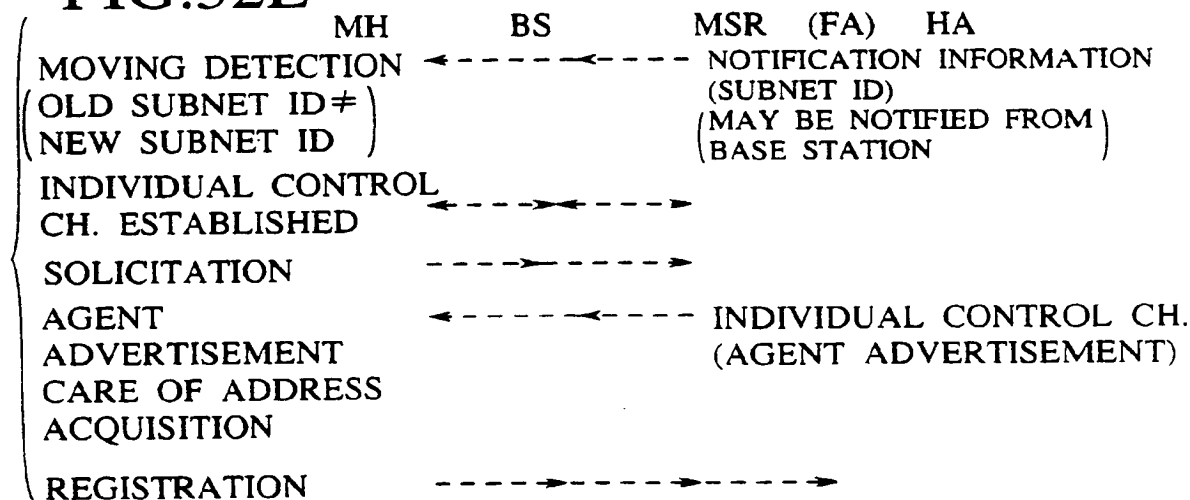 FIG.32E
MH BS MSR (FA) HA
MOVING DETECTION NOTIFICATION INFORMATION
(OLD SUBNET ID≠ (SUBNET ID)
NEW SUBNET ID) (MAY BE NOTIFIED FROM
BASE STATION)
INDIVIDUAL CONTROL
CH. ESTABLISHED
SOLICITATION
AGENT INDIVIDUAL CONTROL CH.
ADVERTISEMENT (AGENT ADVERTISEMENT)
CARE OF ADDRESS
ACQUISITION
REGISTRATION